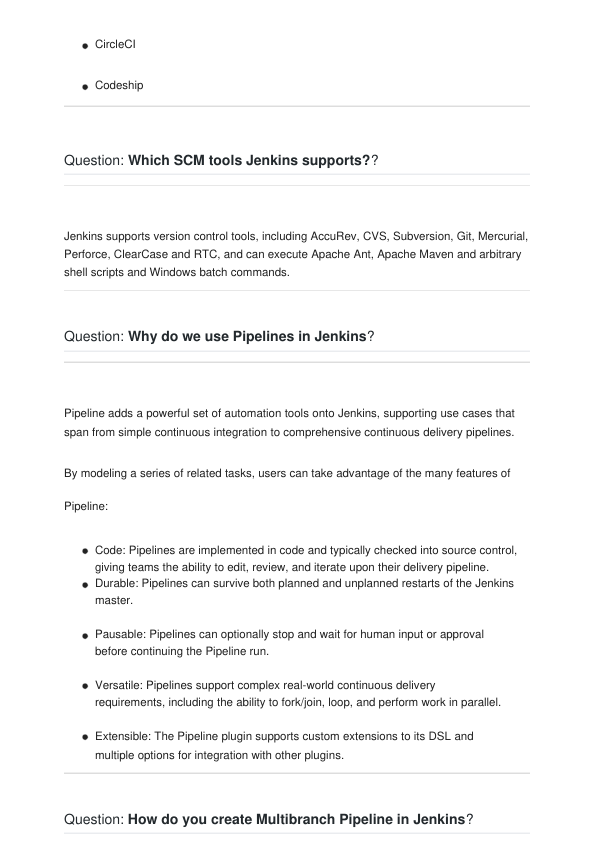 ● CircleCI
● Codeship
Question: Which SCM tools Jenkins supports??
Jenkins supports version control tools, including AccuRev, CVS, Subversion, Git, Mercurial,
Perforce, ClearCase and RTC, and can execute Apache Ant, Apache Maven and arbitrary
shell scripts and Windows batch commands.
Question: Why do we use Pipelines in Jenkins?
Pipeline adds a powerful set of automation tools onto Jenkins, supporting use cases that
span from simple continuous integration to comprehensive continuous delivery pipelines.
By modeling a series of related tasks, users can take advantage of the many features of
Pipeline:
● Code: Pipelines are implemented in code and typically checked into source control,
giving teams the ability to edit, review, and iterate upon their delivery pipeline.
● Durable: Pipelines can survive both planned and unplanned restarts of the Jenkins
master.
● Pausable: Pipelines can optionally stop and wait for human input or approval
before continuing the Pipeline run.
● Versatile: Pipelines support complex real-world continuous delivery
requirements, including the ability to fork/join, loop, and perform work in parallel.
● Extensible: The Pipeline plugin supports custom extensions to its DSL and
multiple options for integration with other plugins.
Question: How do you create Multibranch Pipeline in Jenkins?